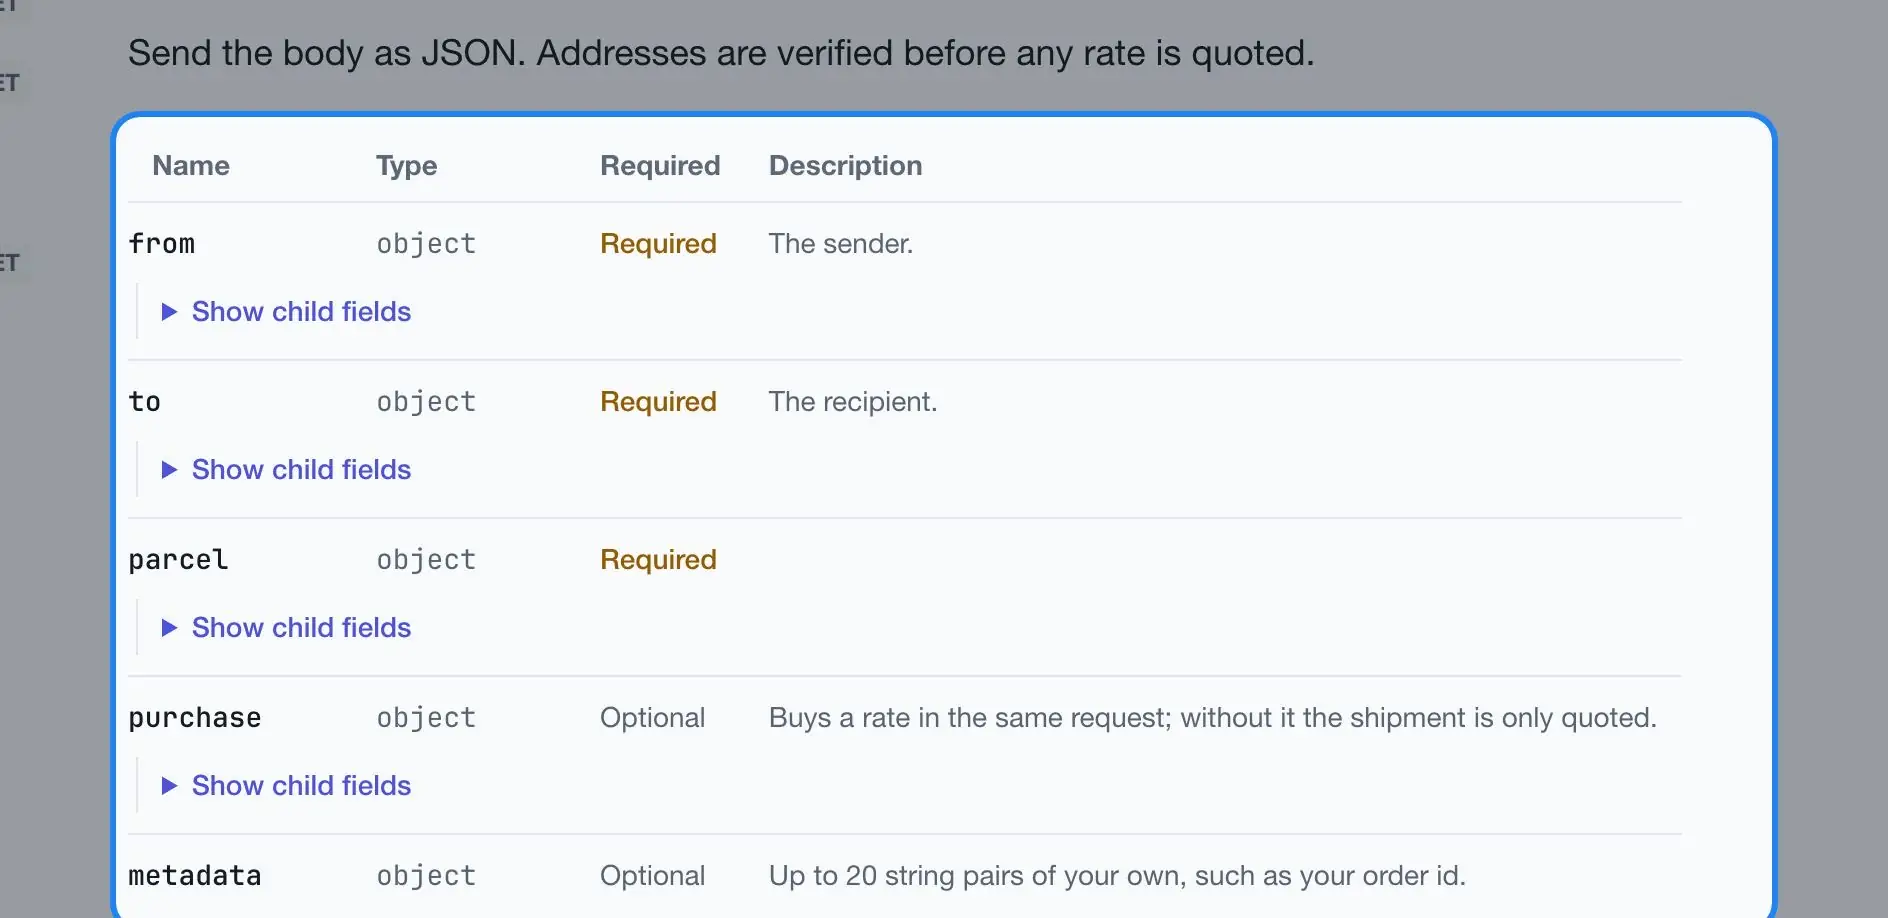 ET
Send the body as JSON. Addresses are verified before any rate is quoted.
ET
Name Type Required Description
from object Required The sender.
ET
Show child fields
to object Required The recipient.
Show child fields
parcel object Required
Show child fields
purchase object Optional Buys a rate in the same request; without it the shipment is only quoted.
Show child fields
metadata object Optional Up to 20 string pairs of your own, such as your order id.